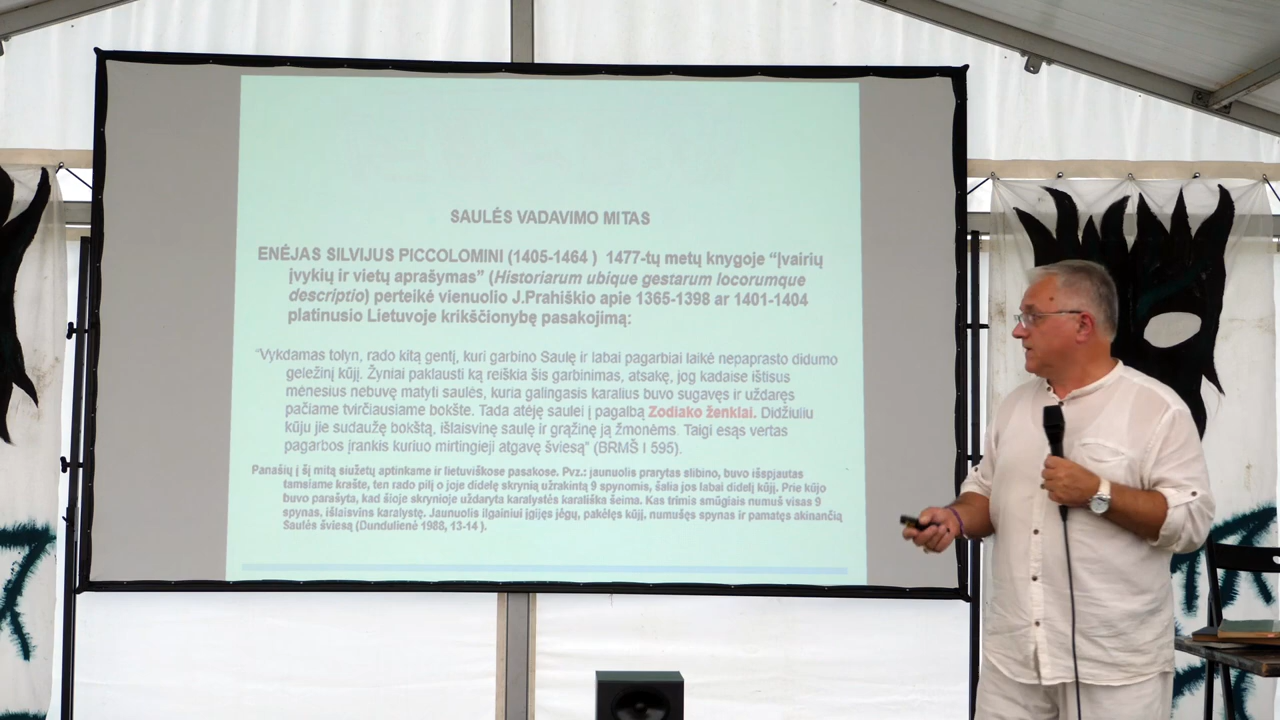 SAULĖS VADAVIMO MITAS
ENĖJAS SILVIJUS PICCOLOMINI (1405-1464 ) 1477-tų metų knygoje “Įvairių
įvykių ir vietų aprašymas” (Historiarum ubique gestarum locorumque
descriptio) perteikė vienuolio J.Prahiškio apie 1365-1398 ar 1401-1404
platinusio Lietuvoje krikščionybę pasakojimą:
“Vykdamas tolyn, rado kitą gentį, kuri garbino Saulę ir labai pagarbiai laikė nepaprasto didumo
geležinį kūjį. Žyniai paklausti ką reiškia šis garbinimas, atsakę, jog kadaise ištisus
mėnesius nebuvę matyti saulės, kuria galingasis karalius buvo sugavęs ir uždaręs
pačiame tvirčiausiame bokšte. Tada atėję saulei į pagalbą Zodiako ženklai. Didžiuliu
kūju jie sudaužę bokštą, išlaisvinę saulę ir grąžinę ją žmonėms. Taigi esąs vertas
pagarbos įrankis kuriuo mirtingieji atgavę šviesą” (BRMŠ I 595).
Panašių į šį mitą siužetų aptinkame ir lietuviškose pasakose. Pvz.: jaunuolis prarytas slibino, buvo išspjautas
tamsiame krašte, ten rado pilį o joje didelę skrynią užrakintą 9 spynomis, šalia jos labai didelį kūjį. Prie kūjo
buvo parašyta, kad šioje skrynioje uždaryta karalystės karališka šeima. Kas trimis smūgiais numuš visas 9
spynas, išlaisvins karalystę. Jaunuolis ilgainiui įgijęs jėgų, pakėlęs kūjį, numušęs spynas ir pamatęs akinančią
Saulės šviesą (Dundulienė 1988, 13-14 ).